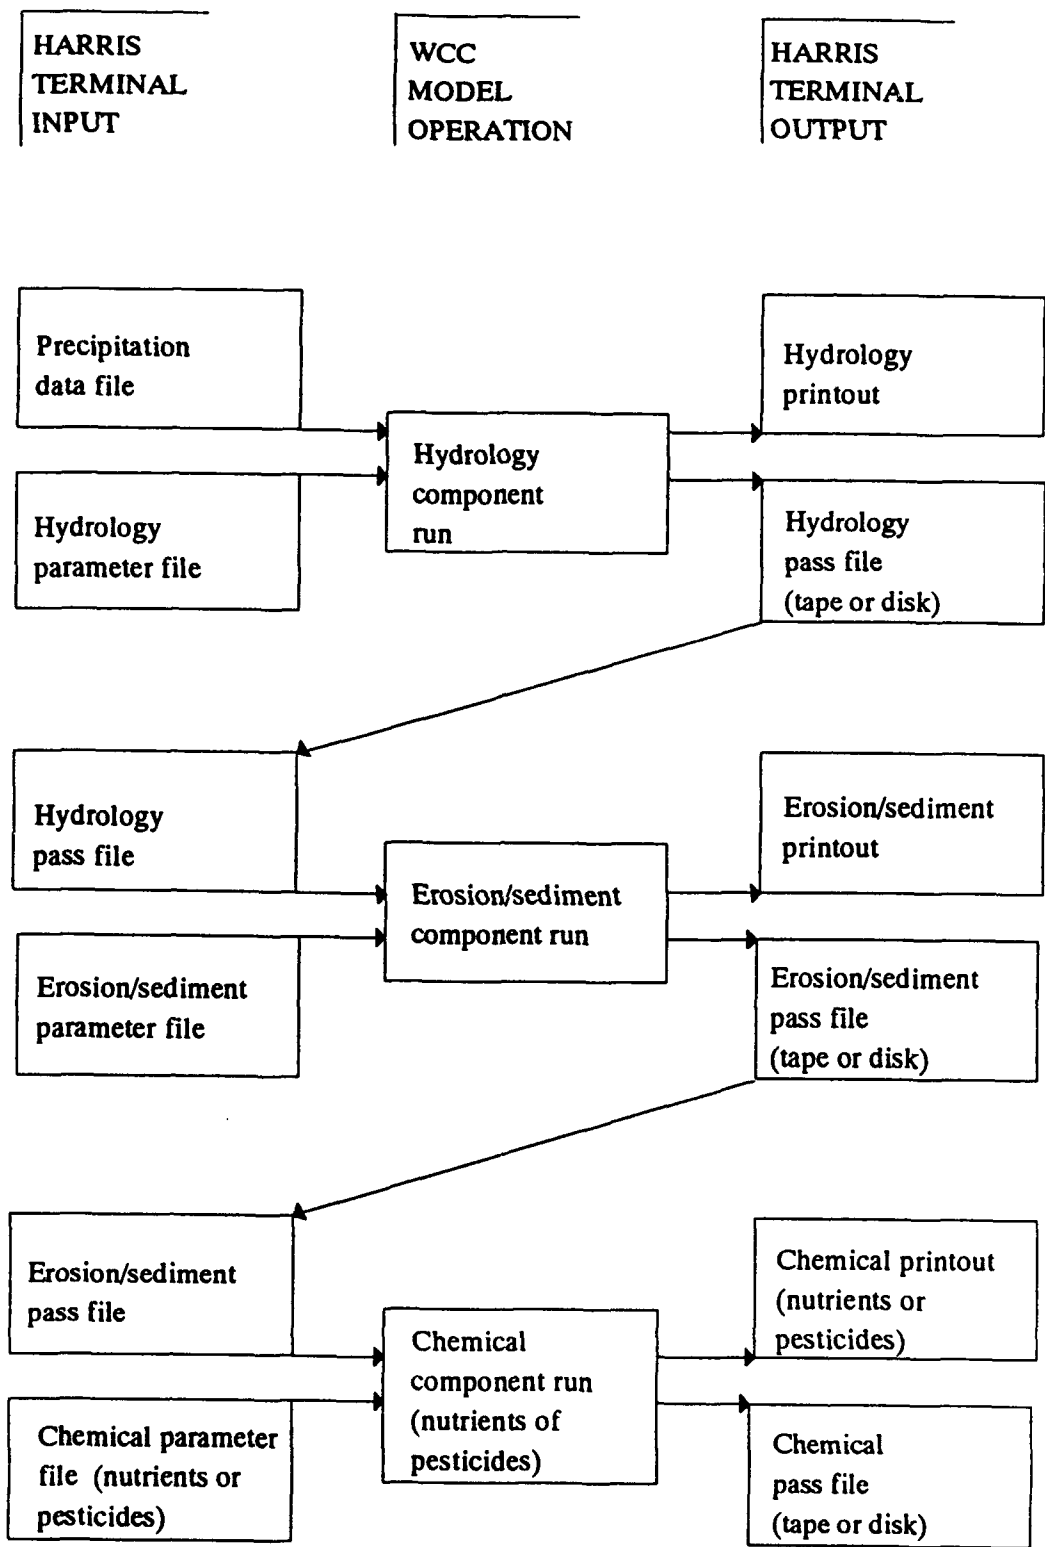 HARRIS
TERMINAL
INPUT
WCC
MODEL
OPERATION
HARRIS
TERMINAL
OUTPUT
Precipitation
data file
Hydrology
parameter file
Hydrology
component
run
Hydrology
printout
Hydrology
pass file
(tape or disk)
Hydrology
pass file
Erosion/sediment
parameter file
Erosion/sediment
component run
Erosion/sediment
printout
Erosion/sediment
pass file
(tape or disk)
Erosion/sediment
pass file
Chemical parameter
file (nutrients or
pesticides)
Chemical
component run
(nutrients of
pesticides)
Chemical printout
(nutrients or
pesticides)
Chemical
pass file
(tape or disk)